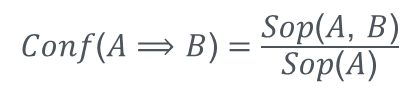 Conf(A ⟹ B) = Sop(A, B) / Sop(A)